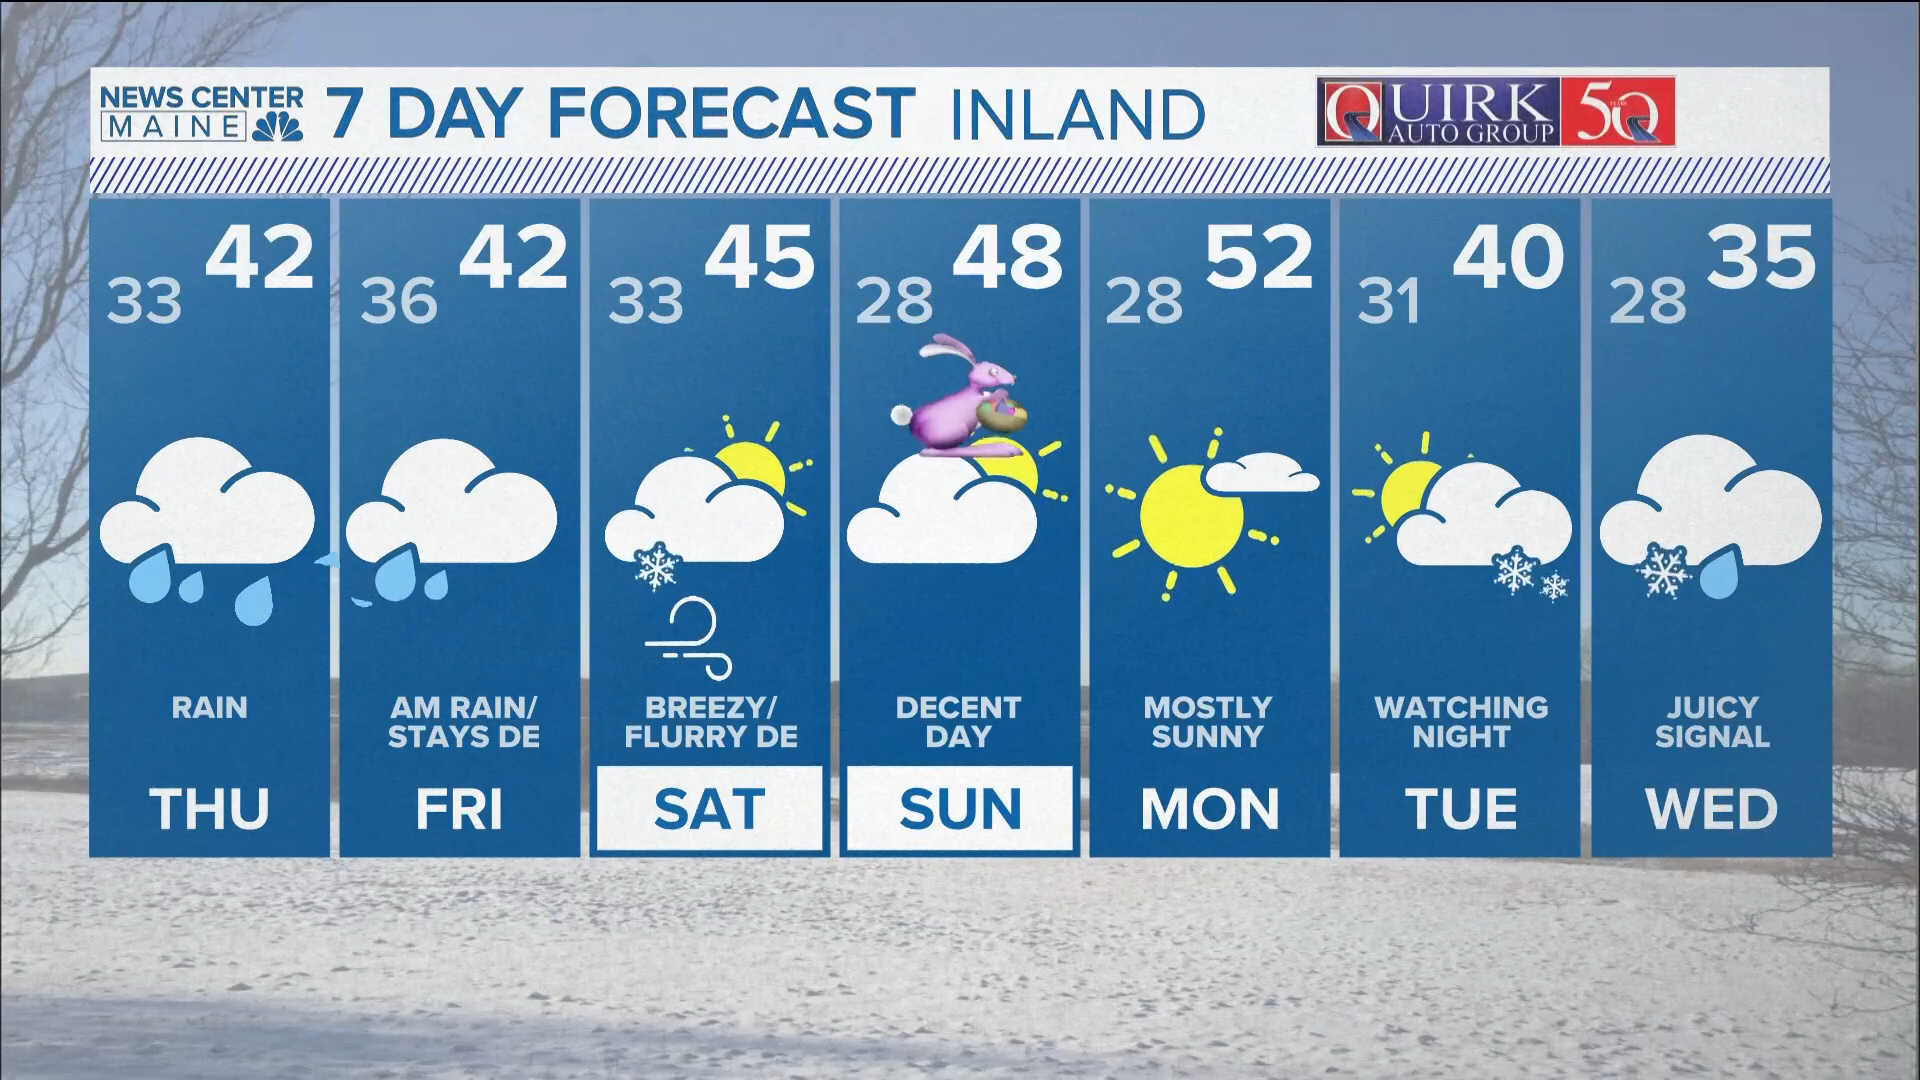 NEWS CENTER
MAINE
7 DAY FORECAST INLAND
QUIRK
AUTO GROUP
50
YEARS
33 42
RAIN
THU
36 42
AM RAIN/
STAYS DE
FRI
33 45
BREEZY/
FLURRY DE
SAT
28 48
DECENT
DAY
SUN
28 52
MOSTLY
SUNNY
MON
31 40
WATCHING
NIGHT
TUE
28 35
JUICY
SIGNAL
WED